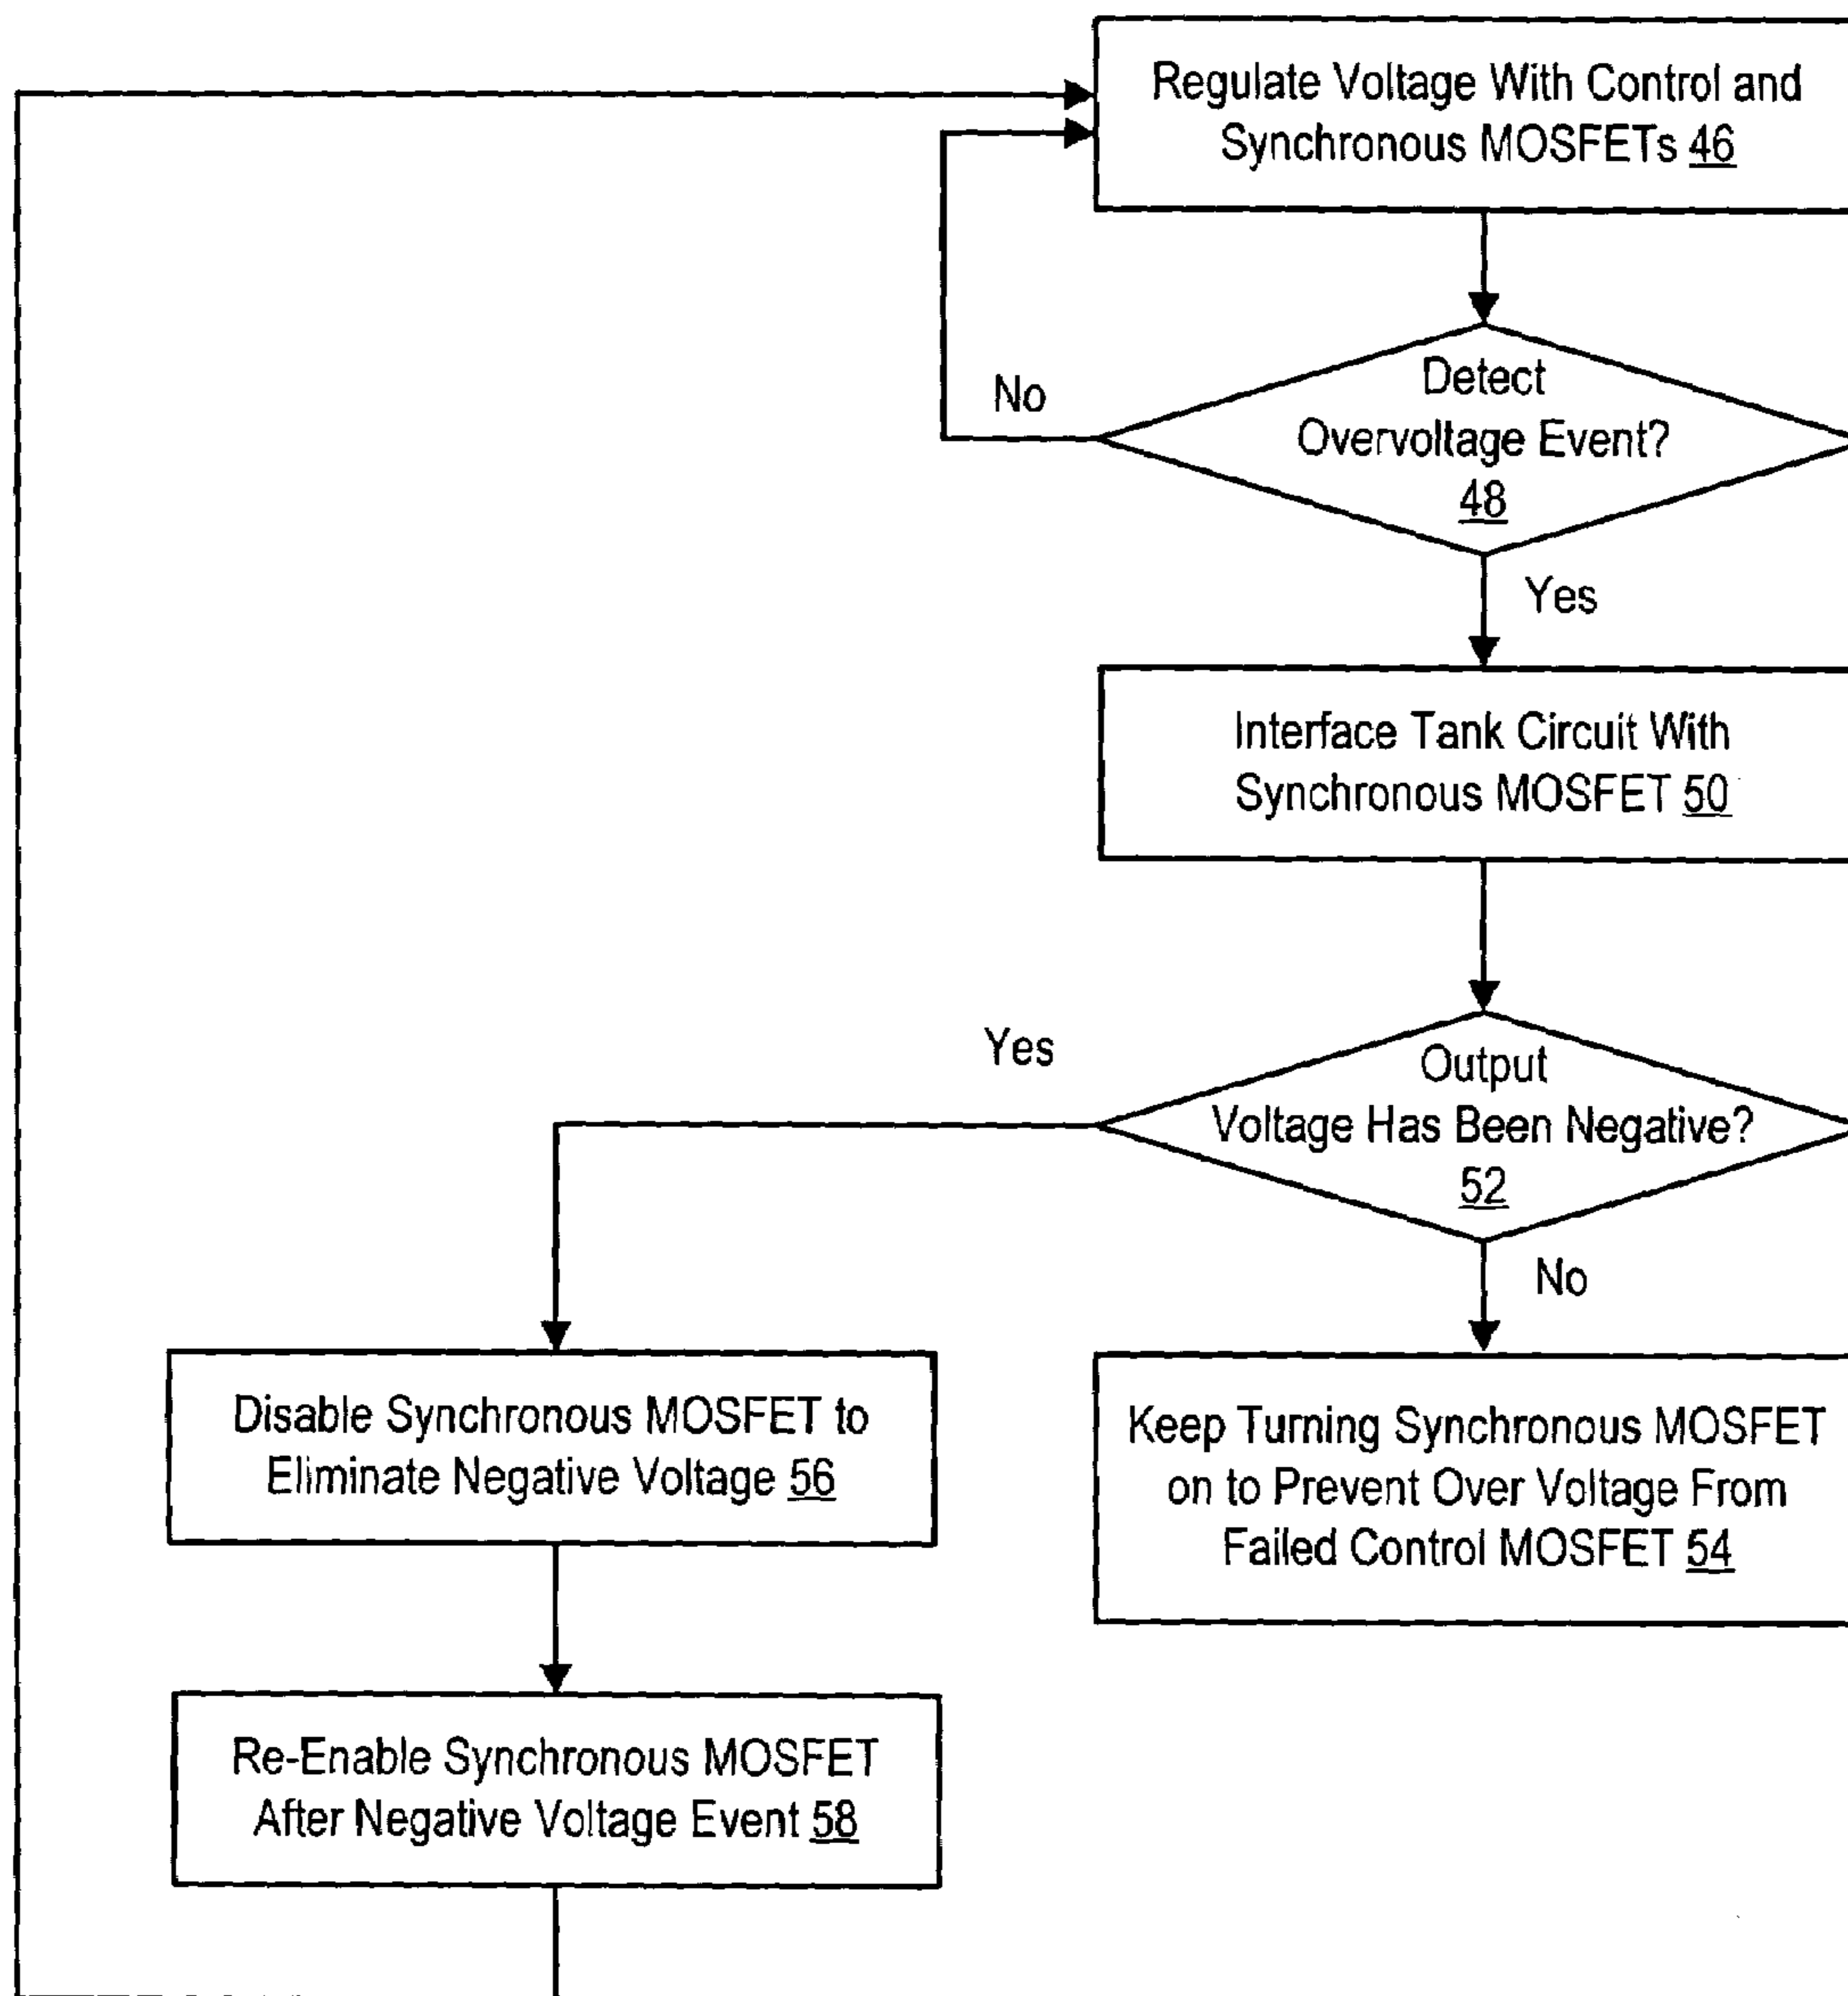 Regulate Voltage With Control and
Synchronous MOSFETs 46
Detect
Overvoltage Event?
48
No
Yes
Interface Tank Circuit With
Synchronous MOSFET 50
Output
Voltage Has Been Negative?
52
Yes
No
Disable Synchronous MOSFET to
Eliminate Negative Voltage 56
Keep Turning Synchronous MOSFET
on to Prevent Over Voltage From
Failed Control MOSFET 54
Re-Enable Synchronous MOSFET
After Negative Voltage Event 58